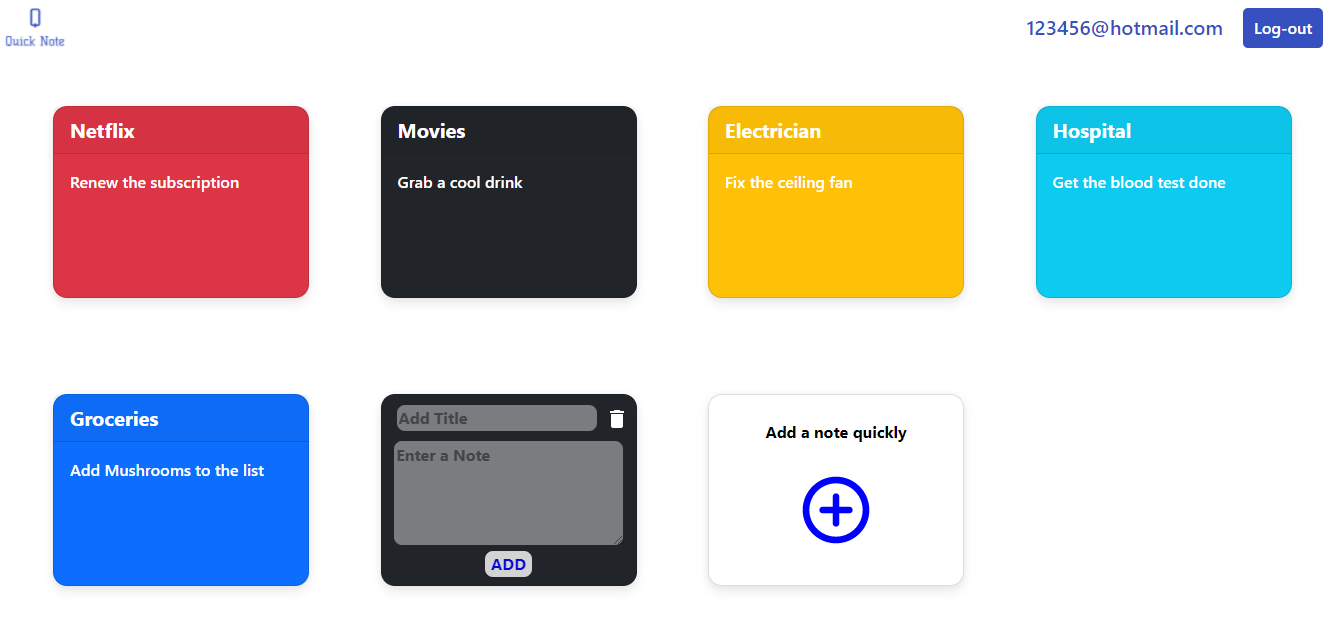 Quick Note
123456@hotmail.com
Log-out
Netflix
Renew the subscription
Movies
Grab a cool drink
Electrician
Fix the ceiling fan
Hospital
Get the blood test done
Groceries
Add Mushrooms to the list
Add Title
Enter a Note
ADD
Add a note quickly